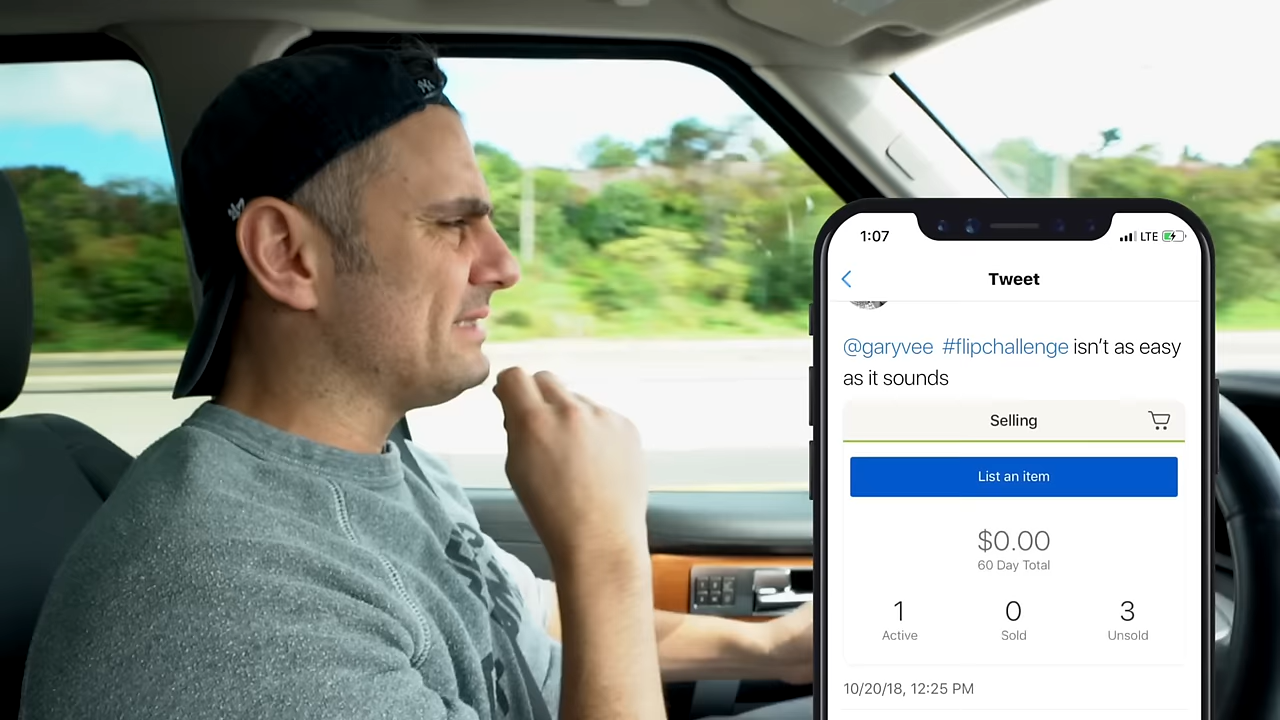 1:07
LTE
Tweet
@garyvee #flipchallenge isn't as easy
as it sounds
Selling
List an item
$0.00
60 Day Total
1
0
3
Active
Sold
Unsold
10/20/18, 12:25 PM